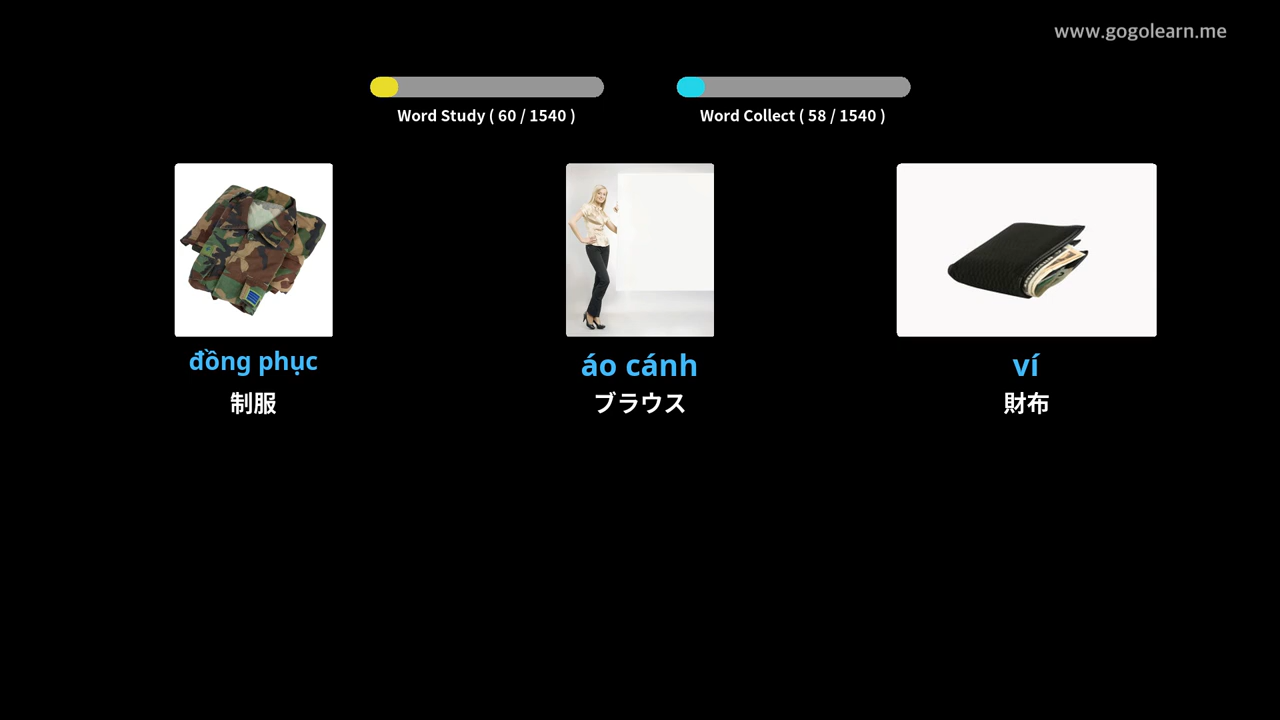 www.gogolearn.me
Word Study ( 60 / 1540 )
Word Collect ( 58 / 1540 )
đồng phục
áo cánh
ví
制服
ブラウス
財布